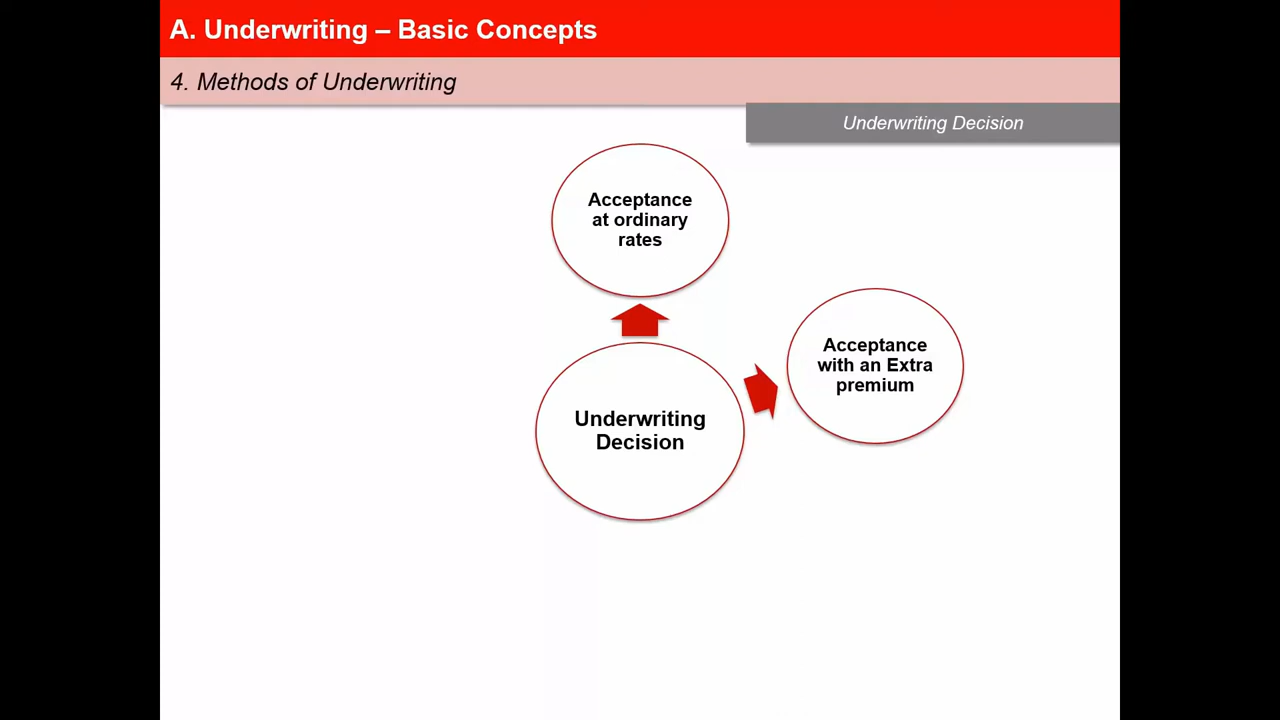 A. Underwriting – Basic Concepts
4. Methods of Underwriting
Underwriting Decision
Acceptance
at ordinary
rates
Acceptance
with an Extra
premium
Underwriting
Decision